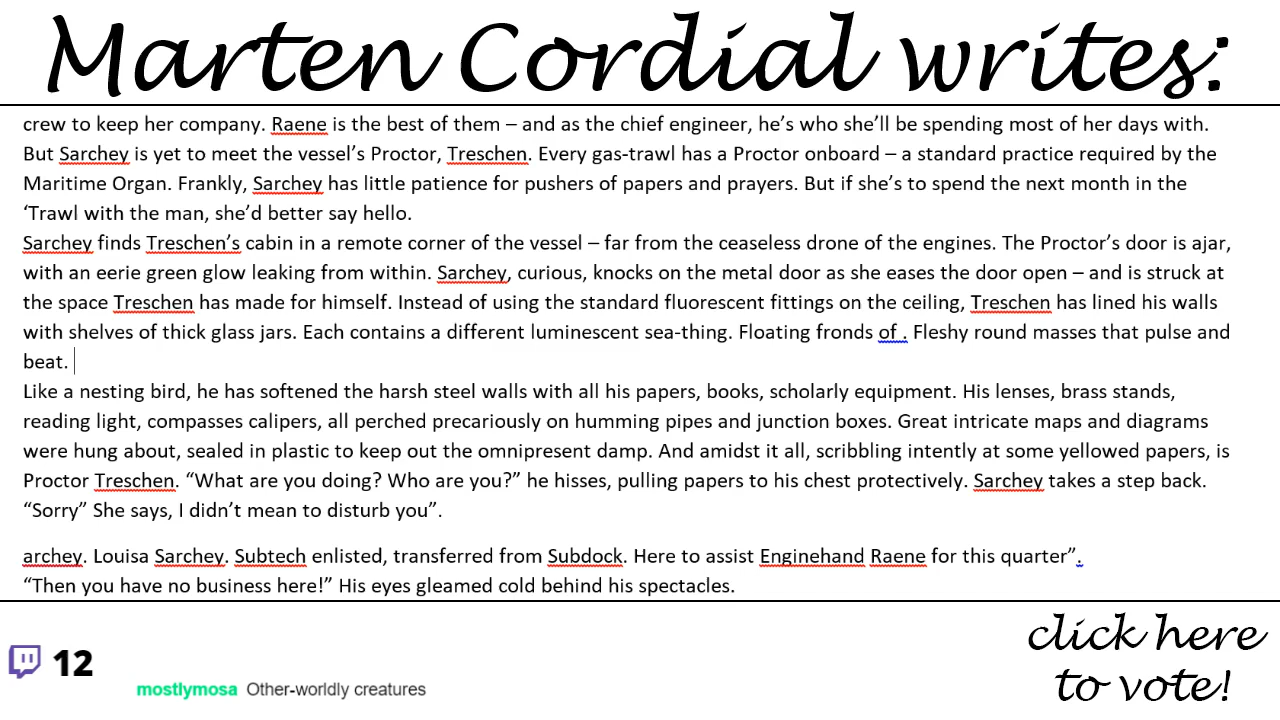 Marten Cordial writes:
crew to keep her company. Raene is the best of them – and as the chief engineer, he’s who she’ll be spending most of her days with.
But Sarchey is yet to meet the vessel’s Proctor, Treschen. Every gas-trawl has a Proctor onboard – a standard practice required by the
Maritime Organ. Frankly, Sarchey has little patience for pushers of papers and prayers. But if she’s to spend the next month in the
‘Trawl with the man, she’d better say hello.
Sarchey finds Treschen’s cabin in a remote corner of the vessel – far from the ceaseless drone of the engines. The Proctor’s door is ajar,
with an eerie green glow leaking from within. Sarchey, curious, knocks on the metal door as she eases the door open – and is struck at
the space Treschen has made for himself. Instead of using the standard fluorescent fittings on the ceiling, Treschen has lined his walls
with shelves of thick glass jars. Each contains a different luminescent sea-thing. Floating fronds of . Fleshy round masses that pulse and
beat.
Like a nesting bird, he has softened the harsh steel walls with all his papers, books, scholarly equipment. His lenses, brass stands,
reading light, compasses calipers, all perched precariously on humming pipes and junction boxes. Great intricate maps and diagrams
were hung about, sealed in plastic to keep out the omnipresent damp. And amidst it all, scribbling intently at some yellowed papers, is
Proctor Treschen. “What are you doing? Who are you?” he hisses, pulling papers to his chest protectively. Sarchey takes a step back.
“Sorry” She says, I didn’t mean to disturb you”.
archey. Louisa Sarchey. Subtech enlisted, transferred from Subdock. Here to assist Enginehand Raene for this quarter”.
“Then you have no business here!” His eyes gleamed cold behind his spectacles.
12
mostlymosa Other-worldly creatures
click here
to vote!